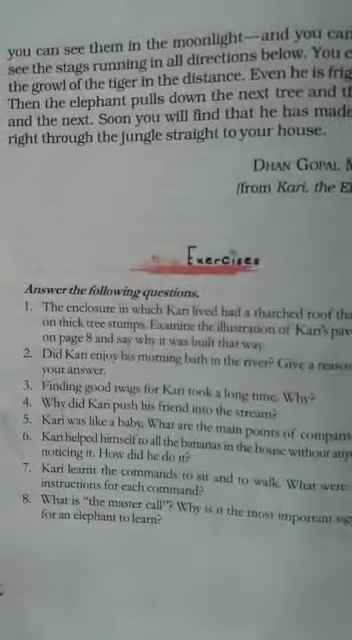 you can see them in the moonlight—and you can
see the stags running in all directions below. You
the growl of the tiger in the distance. Even he is
Then the elephant pulls down the next tree and
and the next. Soon you will find that he has made
right through the jungle straight to your house.
DHAN GOPAL
[from Kari, the
Exercises
Answer the following questions.
1. The enclosure in which Kari lived had a thatched roof
on thick tree stumps. Examine the illustration of Kari's
on page 8 and say why it was built that way.
2. Did Kari enjoy his morning bath in the river? Give a
your answer.
3. Finding good twigs for Kari took a long time. Why?
4. Why did Kari push his friend into the stream?
5. Kari was like a baby. What are the main points of
6. Kari helped himself to all the bananas in the house without
noticing it. How did he do it?
7. Kari learnt the commands to sit and to walk. What were
instructions for each command?
8. What is “the master call”? Why is it the most important
for an elephant to learn?